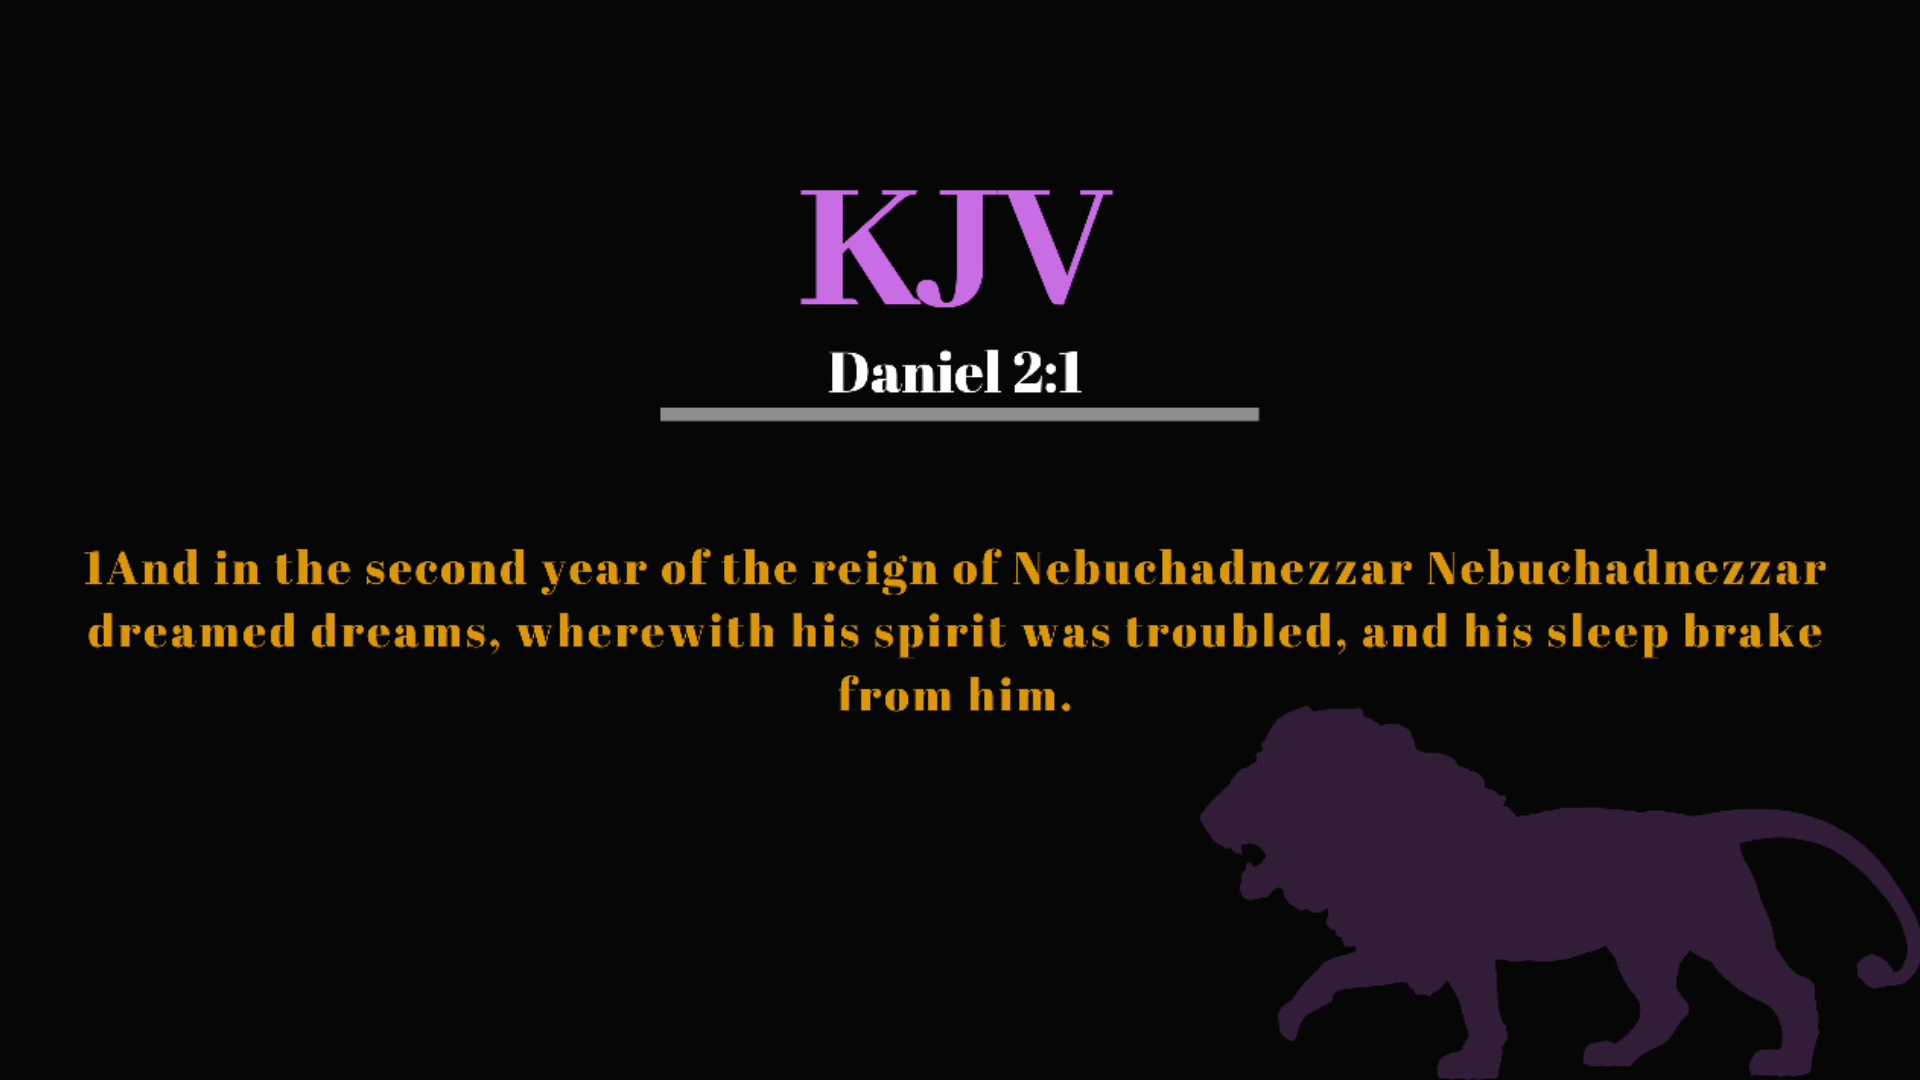 KJV
Daniel 2:1
1And in the second year of the reign of Nebuchadnezzar Nebuchadnezzar
dreamed dreams, wherewith his spirit was troubled, and his sleep brake
from him.